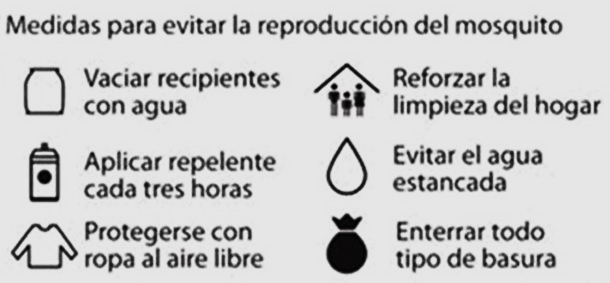 Medidas para evitar la reproducción del mosquito
Vaciar recipientes
con agua
Reforzar la
limpieza del hogar
Aplicar repelente
cada tres horas
Evitar el agua
estancada
Protegerse con
ropa al aire libre
Enterrar todo
tipo de basura